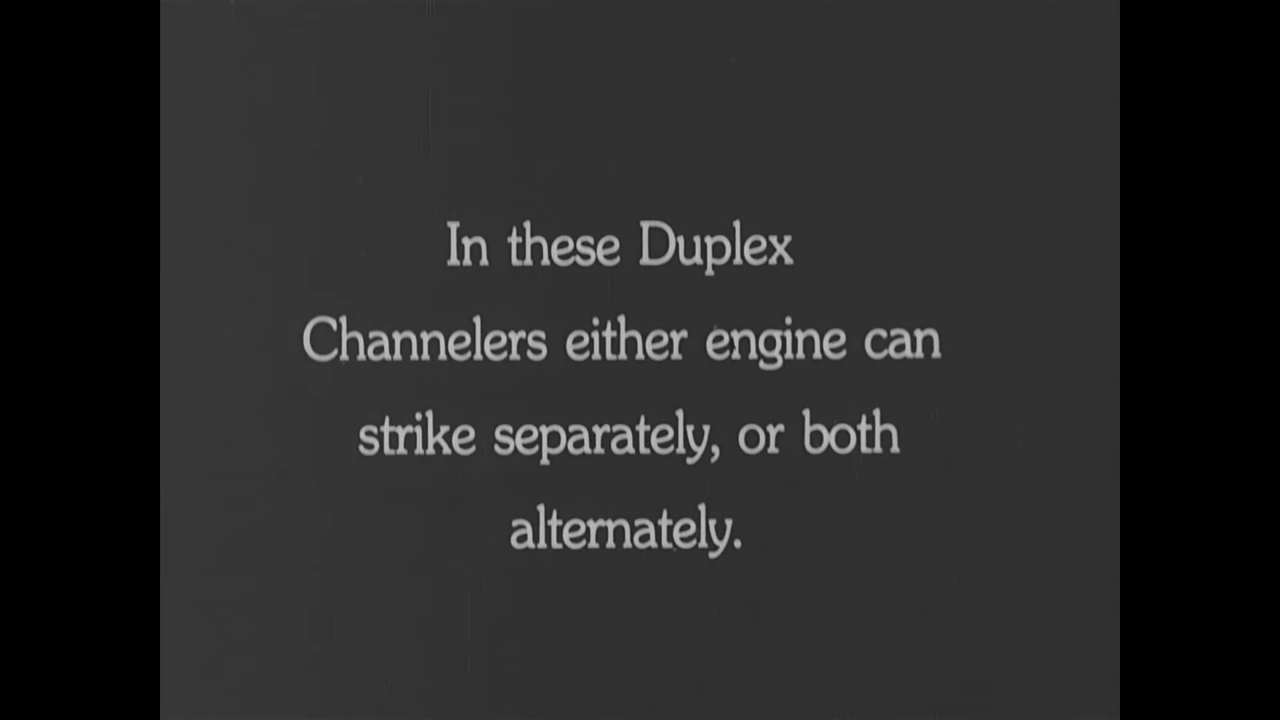 In these Duplex
Channelers either engine can
strike separately, or both
alternately.